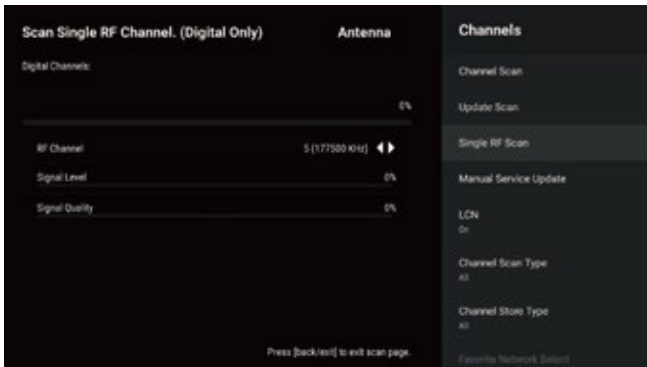 Scan Single RF Channel. (Digital Only)
Antenna
Digital Channels:
0%
RF Channel
5 (177500 KHz)
Signal Level
0%
Signal Quality
0%
Press [back/exit] to exit scan page.
Channels
Channel Scan
Update Scan
Single RF Scan
Manual Service Update
LCN
On
Channel Scan Type
All
Channel Store Type
All
Favorite Network Select